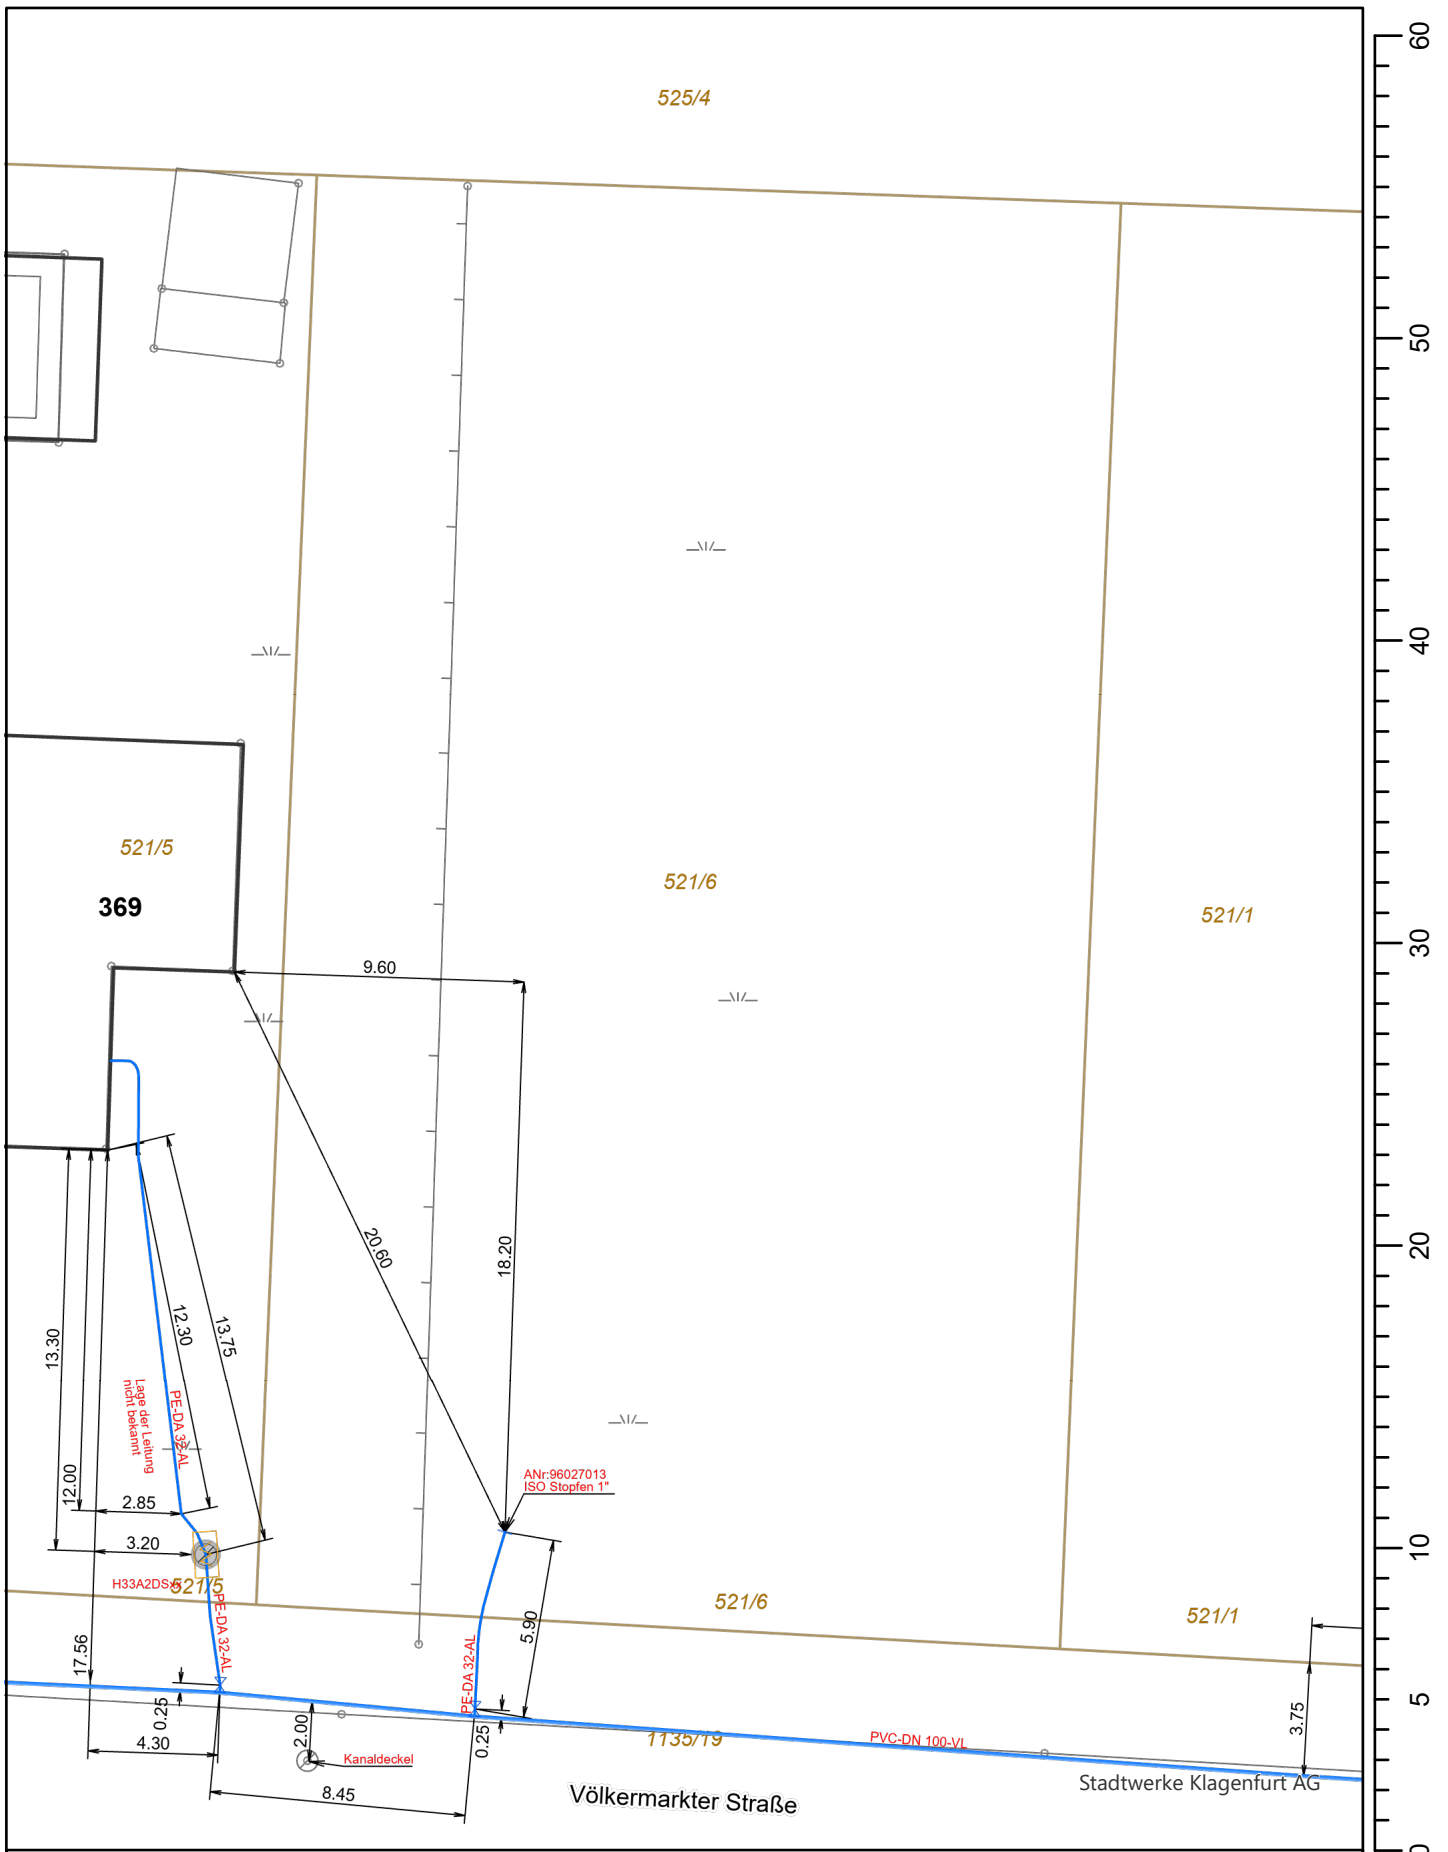 60
525/4
50
40
521/5
369
521/6
521/1
30
9.60
20.60
18.20
20
13.30
12.30
13.75
Lage der Leitung
nicht bekannt
PE-DA 32-AL
12.00
2.85
ANr:96027013
ISO Stopfen 1"
10
3.20
H33A2DSxx
521/5
521/6
521/1
PE-DA 32-AL
5.90
17.56
PE-DA 32-AL
5
0.25
4.30
2.00
Kanaldeckel
0.25
1135/19
PVC-DN 100-VL
3.75
Stadtwerke Klagenfurt AG
8.45
Völkermarkter Straße
0